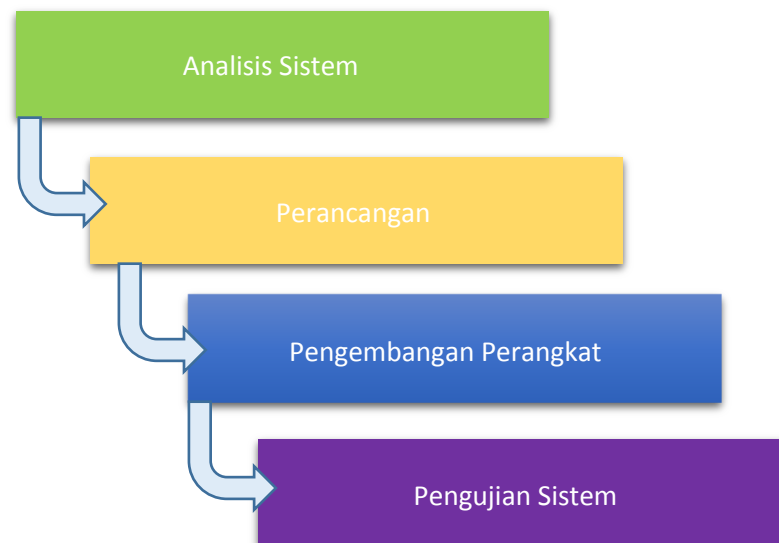 Analisis Sistem
Perancangan
Pengembangan Perangkat
Pengujian Sistem